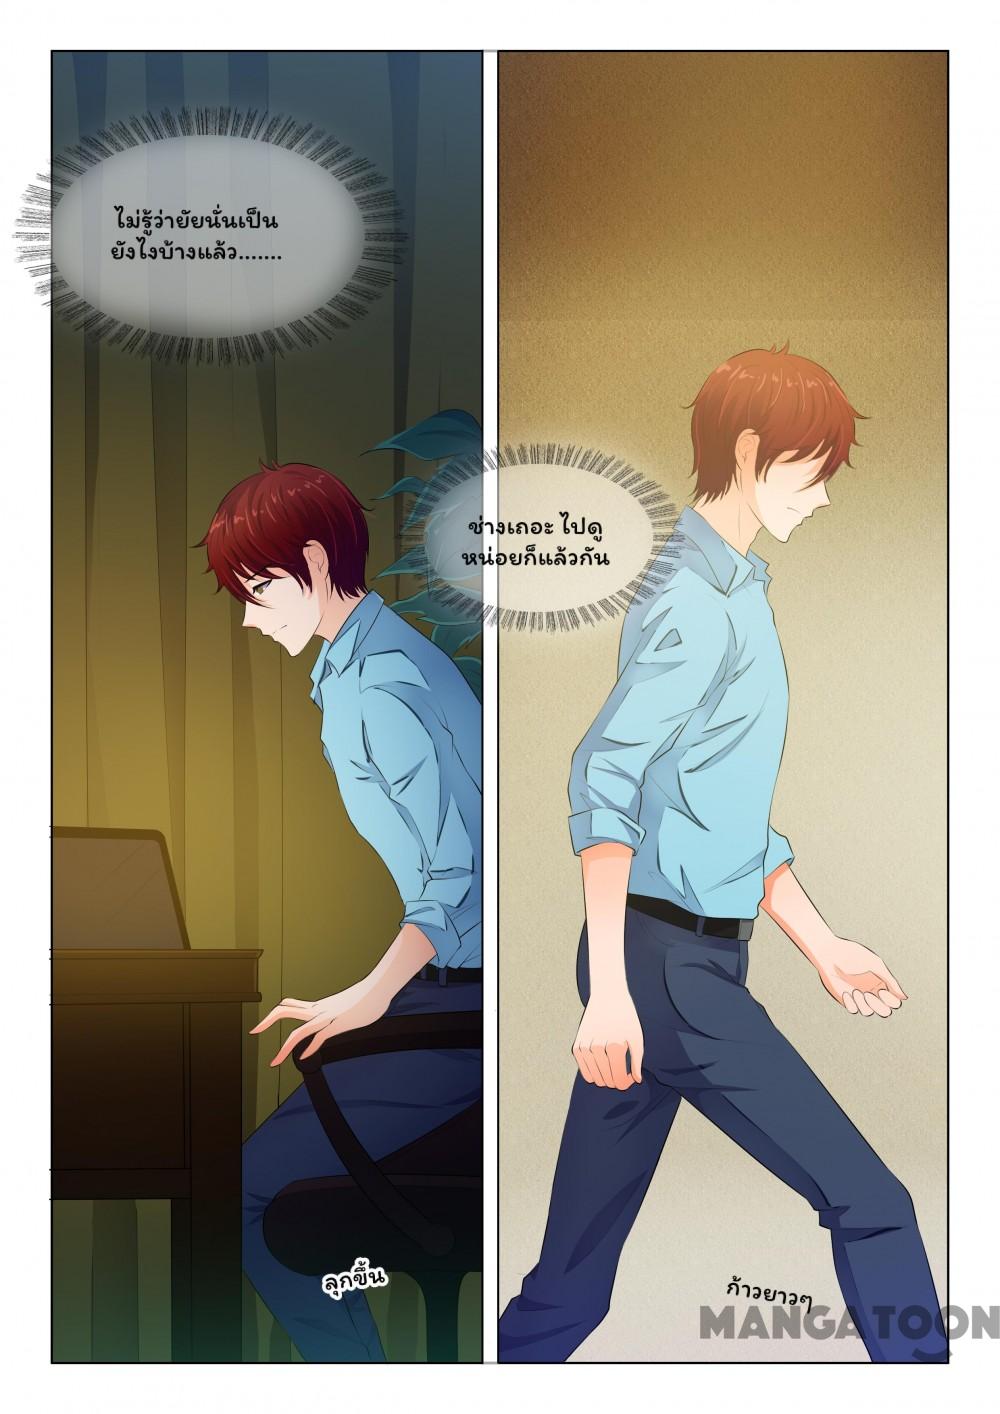 ไม่รู้ว่ายัยนั่นเป็น
ยังไงบ้างแล้ว.......
ช่างเถอะ ไปดู
หน่อยก็แล้วกัน
ลุกขึ้น
ก้าวยาวๆ
MANGATOON